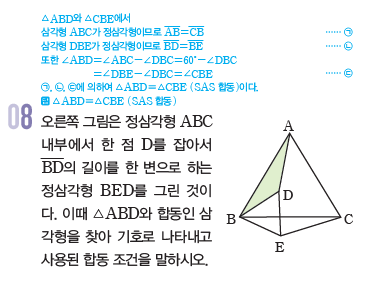 △ABD와 △CBE에서
삼각형 ABC가 정삼각형이므로 AB=CB ······ ㉠
삼각형 DBE가 정삼각형이므로 BD=BE ······ ㉡
또한 ∠ABD=∠ABC-∠DBC=60°-∠DBC
=∠DBE-∠DBC=∠CBE ······ ㉢
㉠, ㉡, ㉢에 의하여 △ABD≡△CBE (SAS 합동)이다.
답 △ABD≡△CBE (SAS 합동)
08 오른쪽 그림은 정삼각형 ABC
내부에서 한 점 D를 잡아서
BD의 길이를 한 변으로 하는
정삼각형 BED를 그린 것이
다. 이때 △ABD와 합동인 삼
각형을 찾아 기호로 나타내고
사용된 합동 조건을 말하시오.
A
D
B
C
E